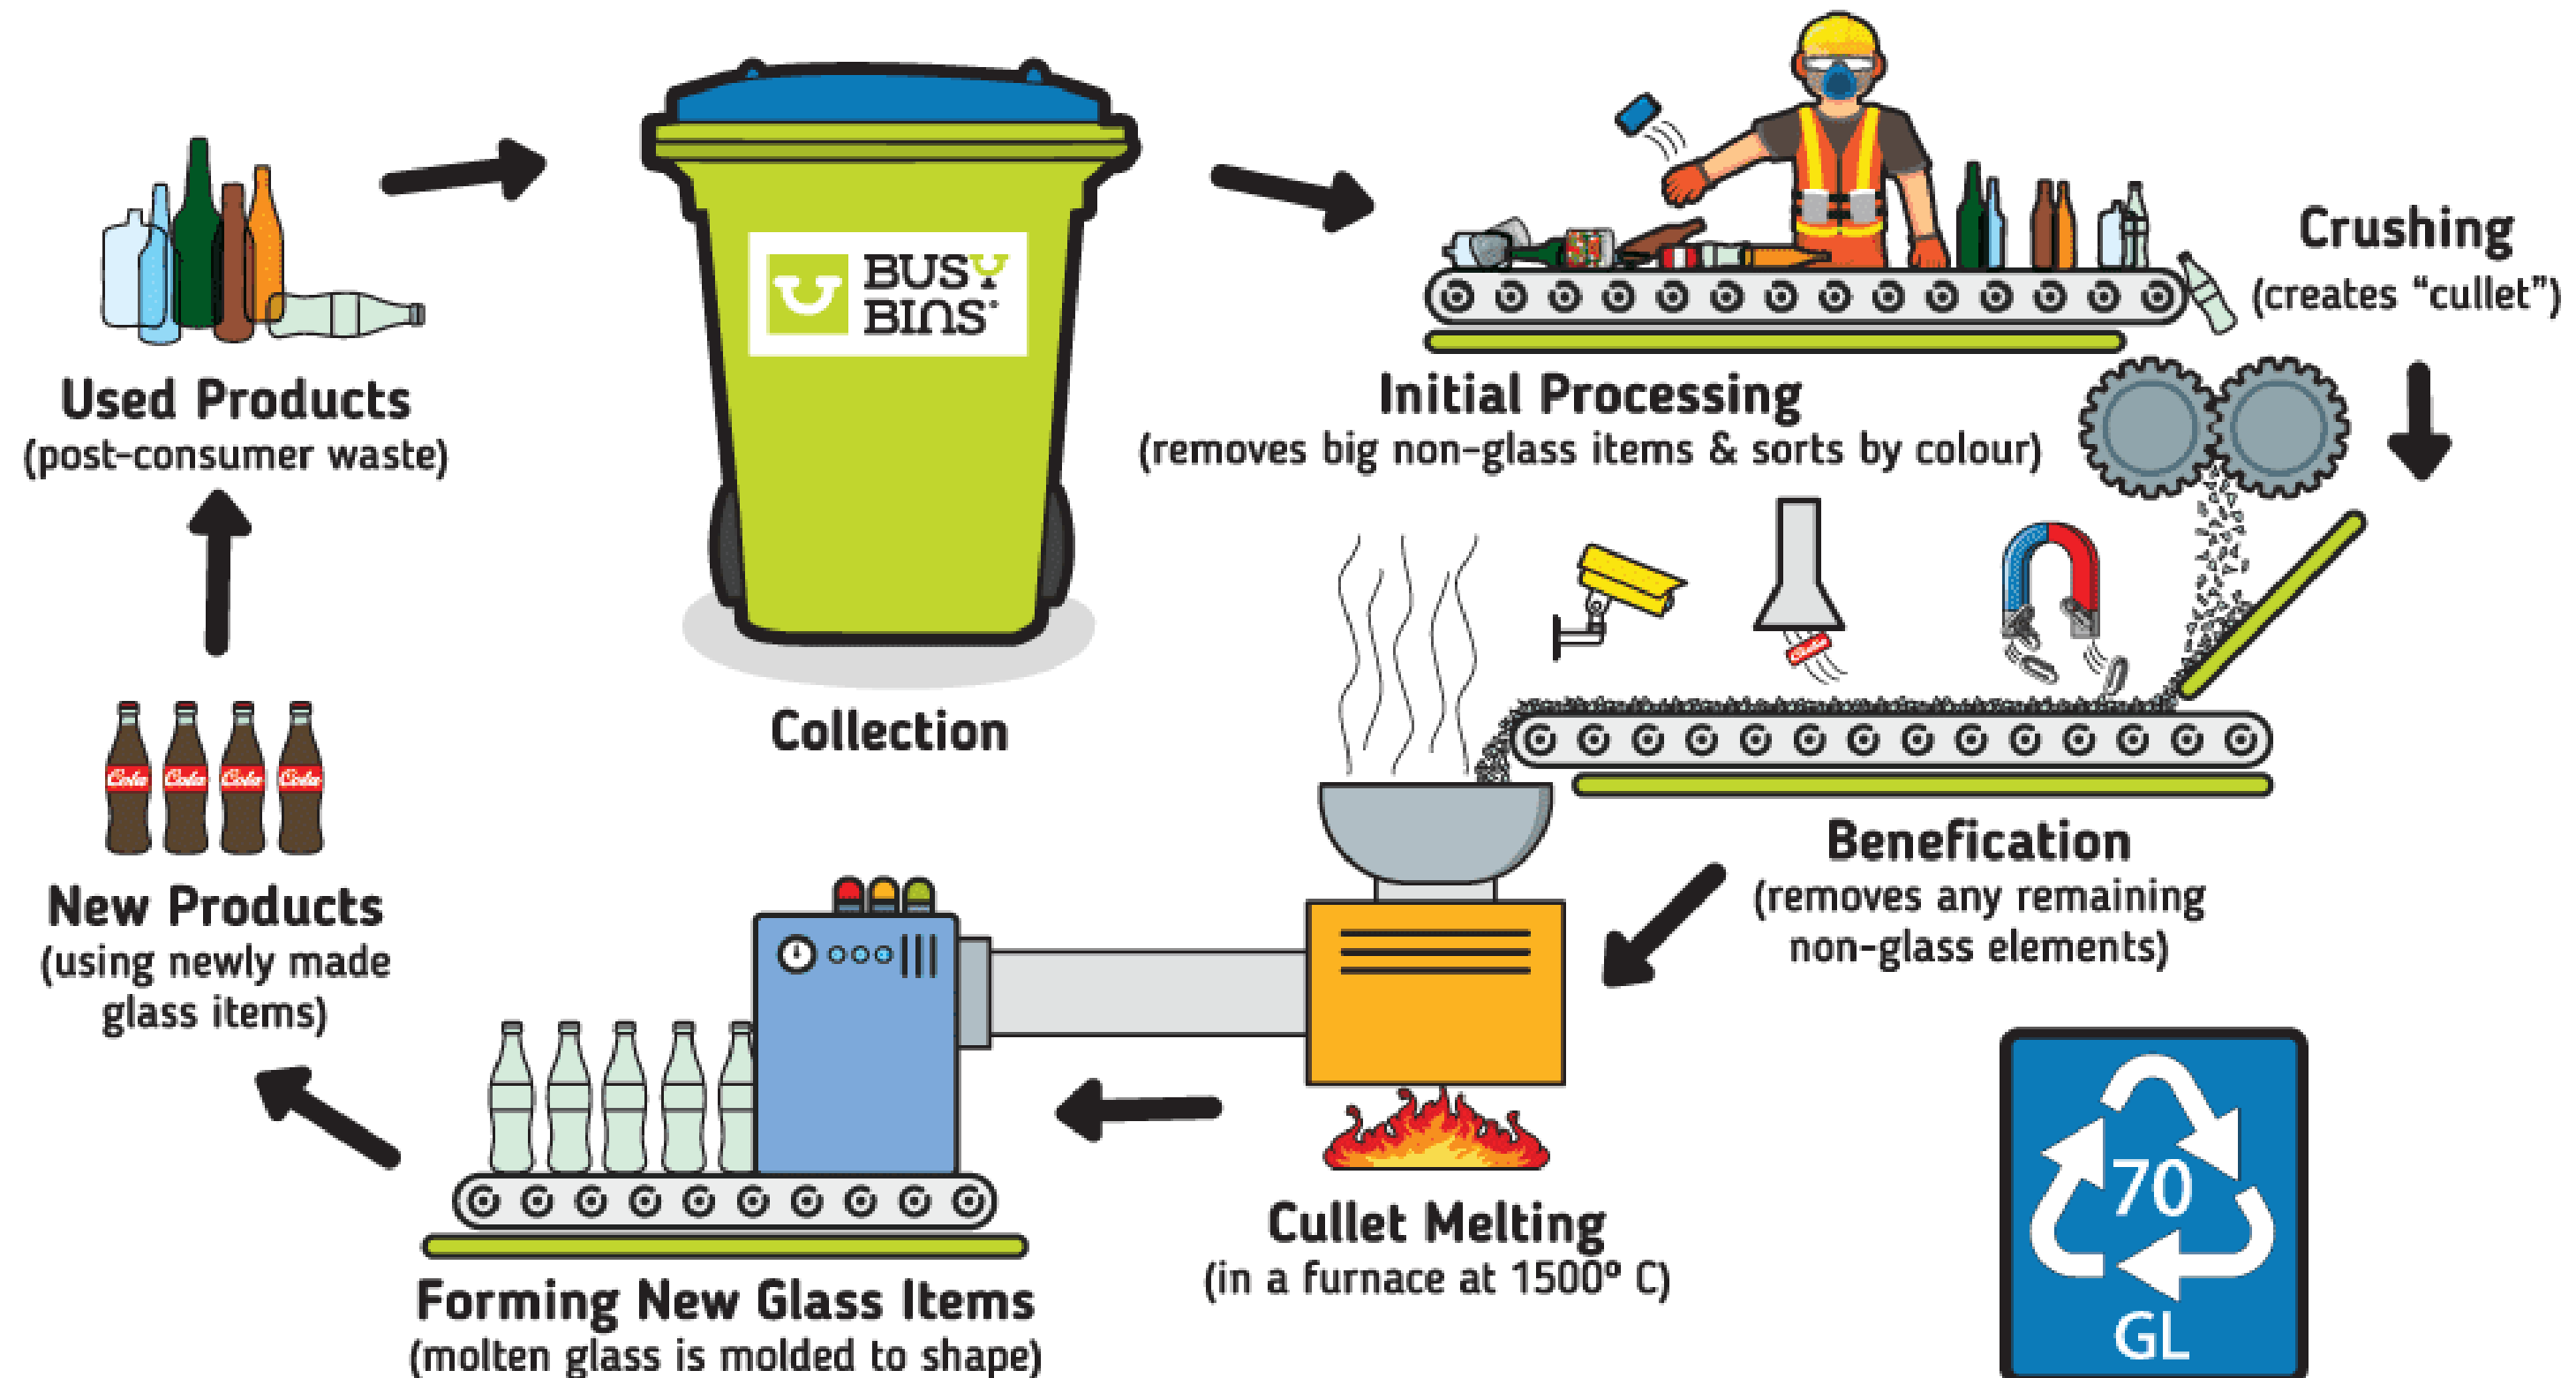 BUSY
BINS
Used Products
(post-consumer waste)
Collection
Initial Processing
(removes big non-glass items & sorts by colour)
Crushing
(creates “cullet”)
Benefication
(removes any remaining
non-glass elements)
Cullet Melting
(in a furnace at 1500º C)
Forming New Glass Items
(molten glass is molded to shape)
Cola Cola Cola Cola
New Products
(using newly made
glass items)
70
GL